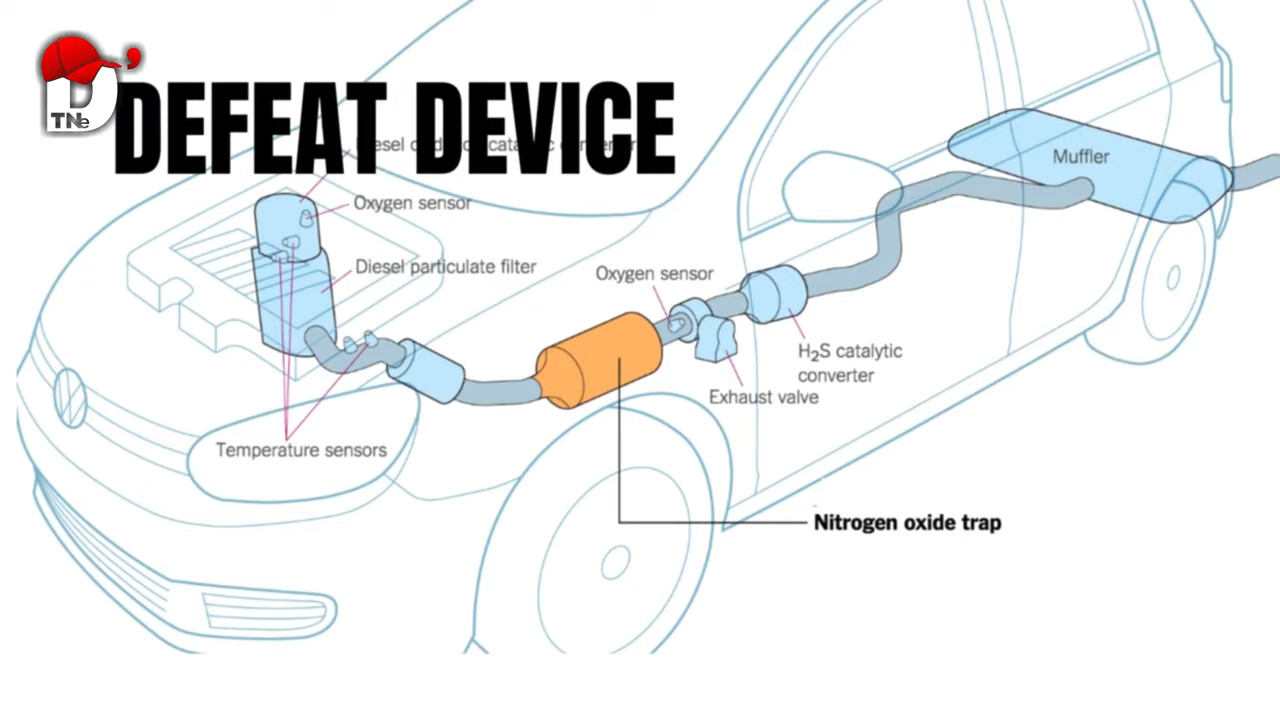 DEFEAT DEVICE
D
TNe
Oxygen sensor
Diesel particulate filter
Oxygen sensor
Muffler
H₂S catalytic
converter
Exhaust valve
Temperature sensors
Nitrogen oxide trap